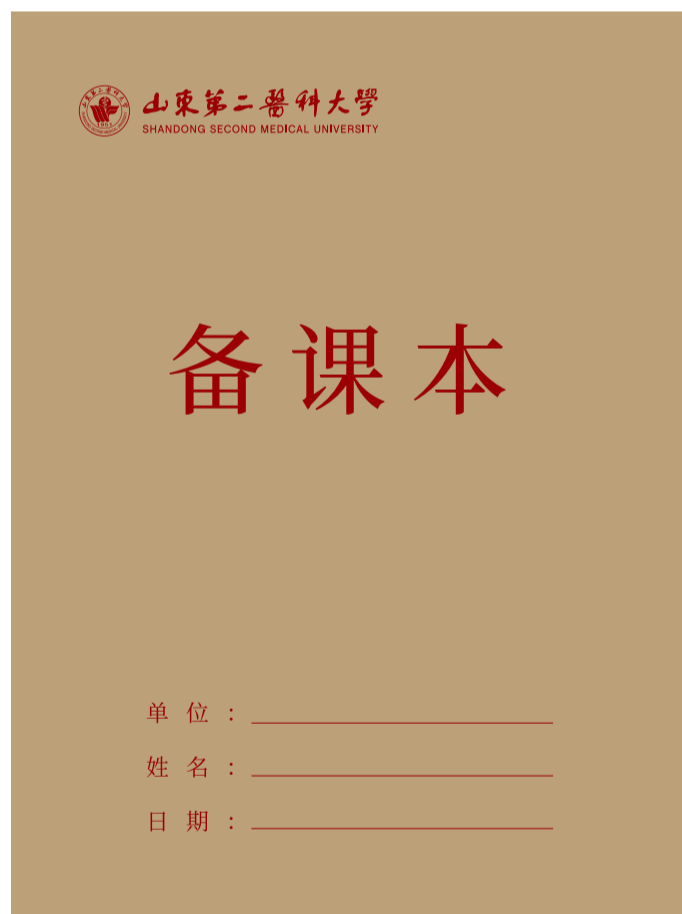 山東第二醫科大學
SHANDONG SECOND MEDICAL UNIVERSITY
备课本
单 位 :
姓 名 :
日 期 :